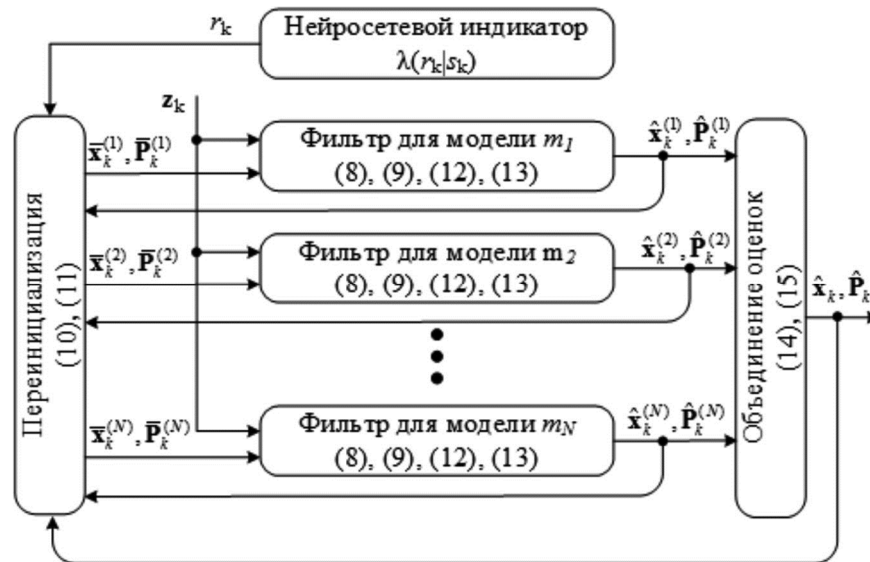 r_k
Нейросетевой индикатор
λ(r_k|s_k)
z_k
x̄_k^(1), P̄_k^(1)
Фильтр для модели m_1
(8), (9), (12), (13)
x̂_k^(1), P̂_k^(1)
x̄_k^(2), P̄_k^(2)
Фильтр для модели m_2
(8), (9), (12), (13)
x̂_k^(2), P̂_k^(2)
x̄_k^(N), P̄_k^(N)
Фильтр для модели m_N
(8), (9), (12), (13)
x̂_k^(N), P̂_k^(N)
Переинициализация
(10), (11)
Объединение оценок
(14), (15)
x̂_k, P̂_k